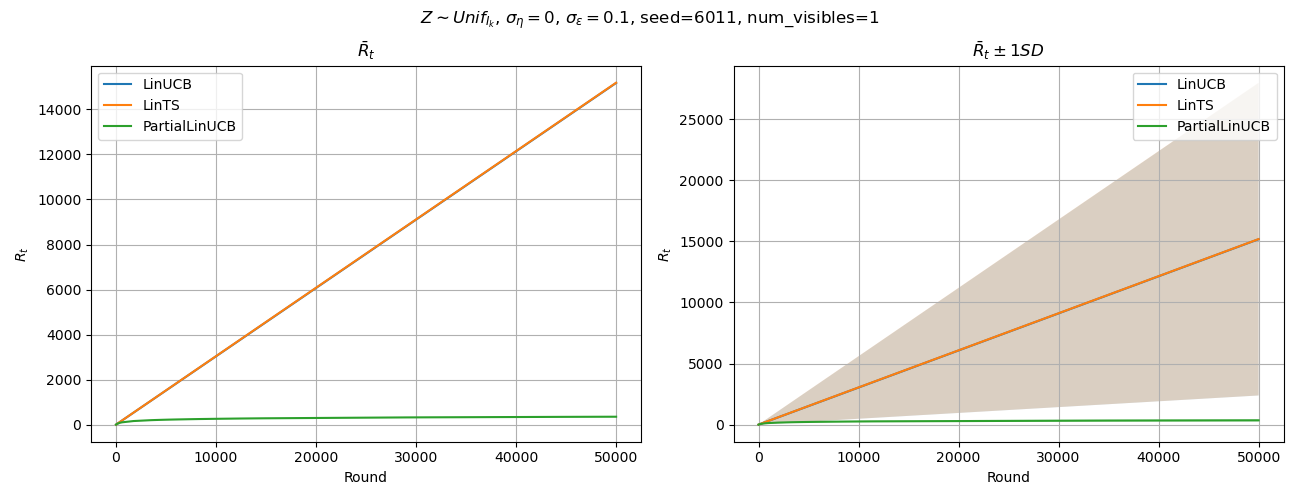 Z ~ Unif_{I_k}, σ_η = 0, σ_ε = 0.1, seed=6011, num_visibles=1
R̄_t
14000
12000
10000
8000
6000
4000
2000
0
R_t
LinUCB
LinTS
PartialLinUCB
0 10000 20000 30000 40000 50000
Round
R̄_t ± 1SD
25000
20000
15000
10000
5000
0
R_t
LinUCB
LinTS
PartialLinUCB
0 10000 20000 30000 40000 50000
Round